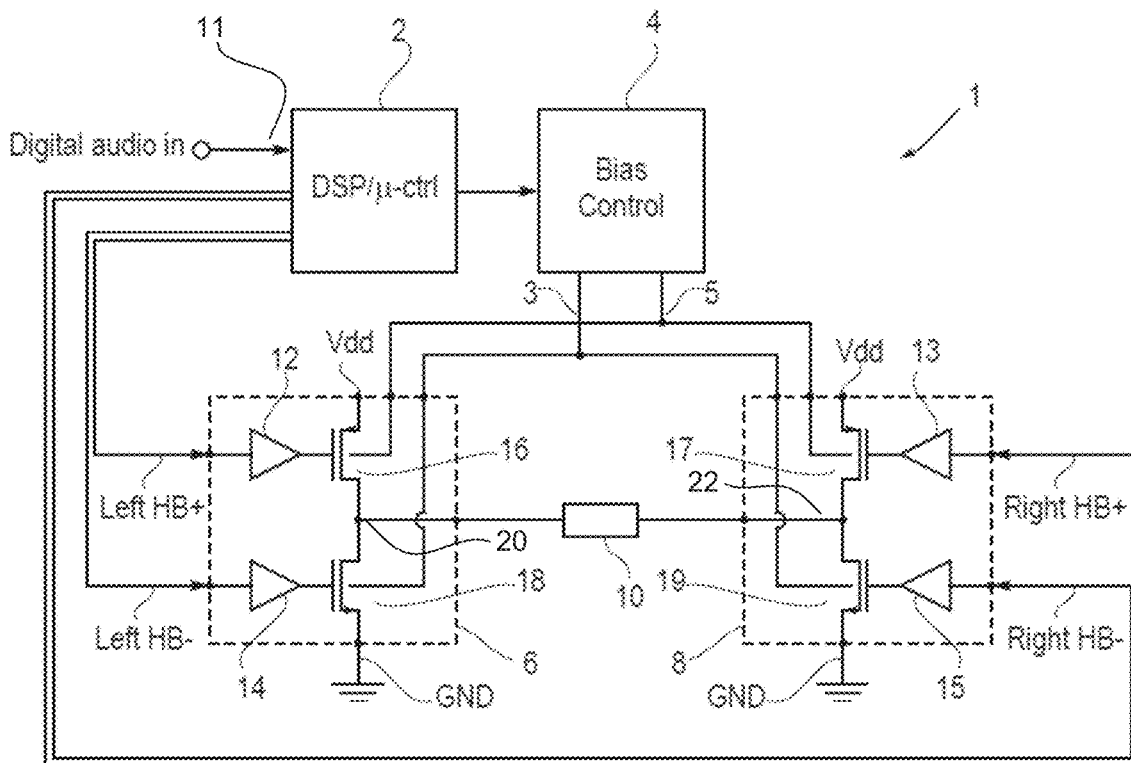 11
2
4
1
Digital audio in
DSP/μ-ctrl
Bias
Control
3
5
Vdd
Vdd
12
13
16
17
22
Left HB+
Right HB+
20
10
18
19
Left HB-
Right HB-
14
GND
6
8
GND
15